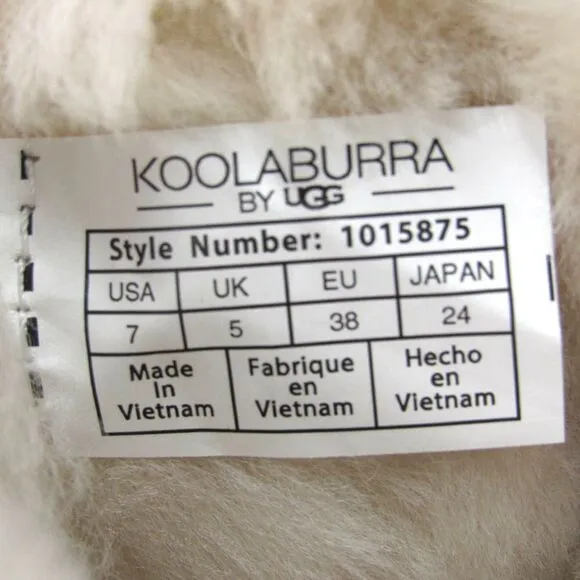 KOOLABURRA
BY UGG
Style Number: 1015875
USA UK EU JAPAN
7 5 38 24
Made In Vietnam
Fabrique en Vietnam
Hecho en Vietnam